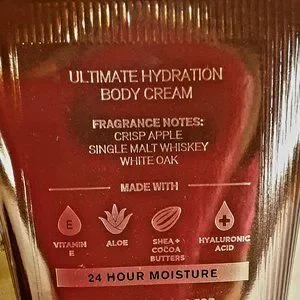 ULTIMATE HYDRATION
BODY CREAM
FRAGRANCE NOTES:
CRISP APPLE
SINGLE MALT WHISKEY
WHITE OAK
MADE WITH
E
VITAMIN
E
ALOE
SHEA +
COCOA
BUTTERS
HYALURONIC
ACID
24 HOUR MOISTURE